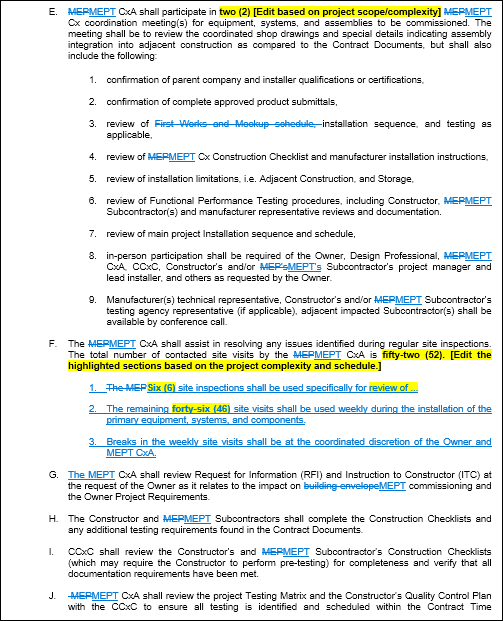 E. MEPMEPT CxA shall participate in two (2) [Edit based on project scope/complexity] MEPMEPT
Cx coordination meeting(s) for equipment, systems, and assemblies to be commissioned. The
meeting shall be to review the coordinated shop drawings and special details indicating assembly
integration into adjacent construction as compared to the Contract Documents, but shall also
include the following:
1. confirmation of parent company and installer qualifications or certifications,
2. confirmation of complete approved product submittals,
3. review of First Works and Mockup schedule, installation sequence, and testing as
applicable,
4. review of MEPMEPT Cx Construction Checklist and manufacturer installation instructions,
5. review of installation limitations, i.e. Adjacent Construction, and Storage,
6. review of Functional Performance Testing procedures, including Constructor, MEPMEPT
Subcontractor(s) and manufacturer representative reviews and documentation.
7. review of main project Installation sequence and schedule,
8. in-person participation shall be required of the Owner, Design Professional, MEPMEPT
CxA, CCxC, Constructor's and/or MEP'sMEPT's Subcontractor's project manager and
lead installer, and others as requested by the Owner.
9. Manufacturer(s) technical representative, Constructor's and/or MEPMEPT Subcontractor's
testing agency representative (if applicable), adjacent impacted Subcontractor(s) shall be
available by conference call.
F. The MEPMEPT CxA shall assist in resolving any issues identified during regular site inspections.
The total number of contacted site visits by the MEPMEPT CxA is fifty-two (52). [Edit the
highlighted sections based on the project complexity and schedule.]
1. The MEPSix (6) site inspections shall be used specifically for review of ...
2. The remaining forty-six (46) site visits shall be used weekly during the installation of the
primary equipment, systems, and components.
3. Breaks in the weekly site visits shall be at the coordinated discretion of the Owner and
MEPT CxA.
G. The MEPT CxA shall review Request for Information (RFI) and Instruction to Constructor (ITC) at
the request of the Owner as it relates to the impact on building envelopeMEPT commissioning and
the Owner Project Requirements.
H. The Constructor and MEPMEPT Subcontractors shall complete the Construction Checklists and
any additional testing requirements found in the Contract Documents.
I. CCxC shall review the Constructor's and MEPMEPT Subcontractor's Construction Checklists
(which may require the Constructor to perform pre-testing) for completeness and verify that all
documentation requirements have been met.
J. MEPMEPT CxA shall review the project Testing Matrix and the Constructor's Quality Control Plan
with the CCxC to ensure all testing is identified and scheduled within the Contract Time